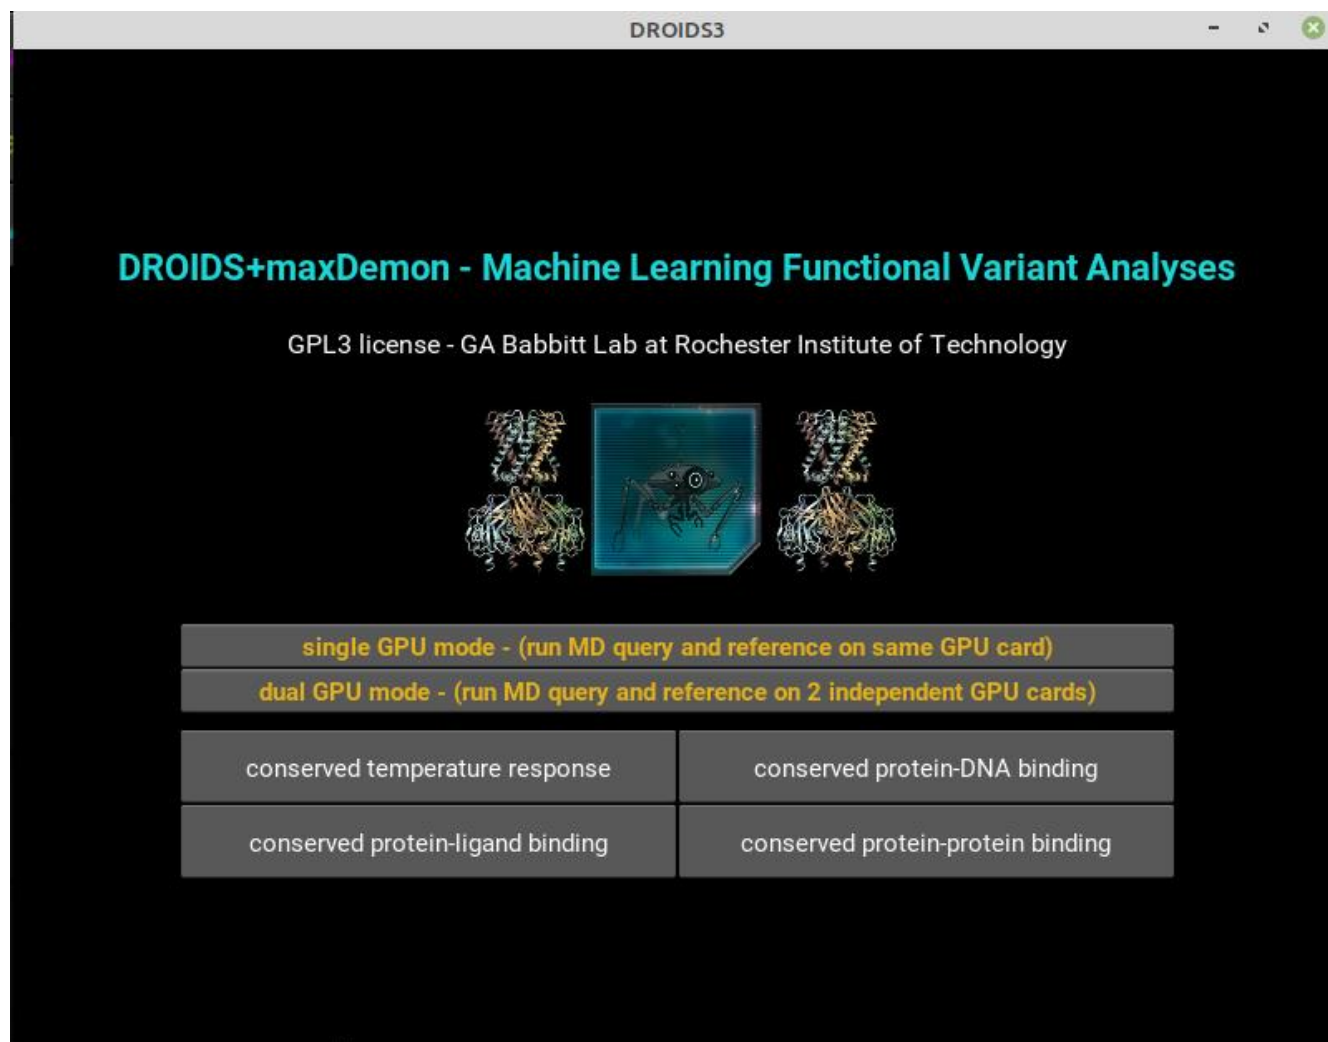 DROIDS3
DROIDS+maxDemon - Machine Learning Functional Variant Analyses
GPL3 license - GA Babbitt Lab at Rochester Institute of Technology
single GPU mode - (run MD query and reference on same GPU card)
dual GPU mode - (run MD query and reference on 2 independent GPU cards)
conserved temperature response
conserved protein-DNA binding
conserved protein-ligand binding
conserved protein-protein binding